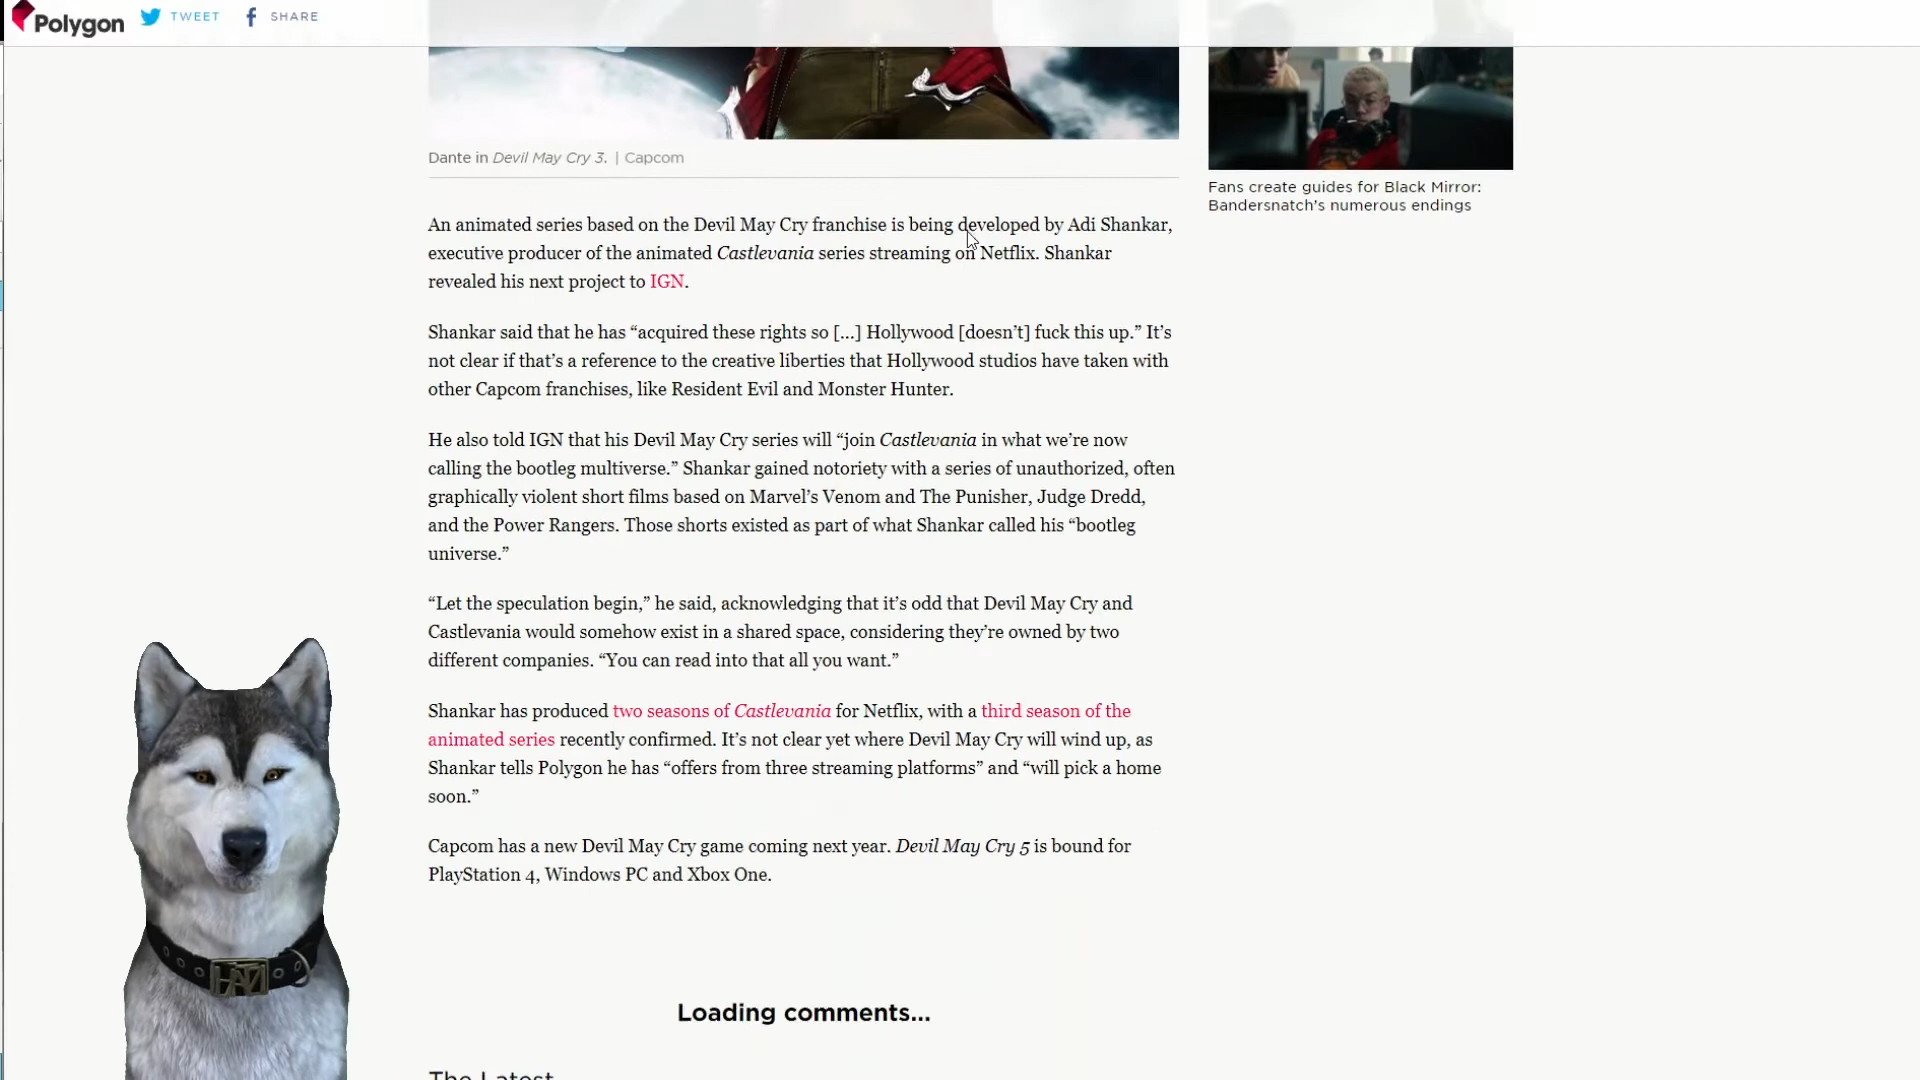 Polygon TWEET SHARE
Dante in Devil May Cry 3. | Capcom
Fans create guides for Black Mirror:
Bandersnatch's numerous endings
An animated series based on the Devil May Cry franchise is being developed by Adi Shankar,
executive producer of the animated Castlevania series streaming on Netflix. Shankar
revealed his next project to IGN.
Shankar said that he has “acquired these rights so [...] Hollywood [doesn’t] fuck this up.” It’s
not clear if that’s a reference to the creative liberties that Hollywood studios have taken with
other Capcom franchises, like Resident Evil and Monster Hunter.
He also told IGN that his Devil May Cry series will “join Castlevania in what we’re now
calling the bootleg multiverse.” Shankar gained notoriety with a series of unauthorized, often
graphically violent short films based on Marvel’s Venom and The Punisher, Judge Dredd,
and the Power Rangers. Those shorts existed as part of what Shankar called his “bootleg
universe.”
“Let the speculation begin,” he said, acknowledging that it’s odd that Devil May Cry and
Castlevania would somehow exist in a shared space, considering they’re owned by two
different companies. “You can read into that all you want.”
Shankar has produced two seasons of Castlevania for Netflix, with a third season of the
animated series recently confirmed. It’s not clear yet where Devil May Cry will wind up, as
Shankar tells Polygon he has “offers from three streaming platforms” and “will pick a home
soon.”
Capcom has a new Devil May Cry game coming next year. Devil May Cry 5 is bound for
PlayStation 4, Windows PC and Xbox One.
Loading comments...
The Latest